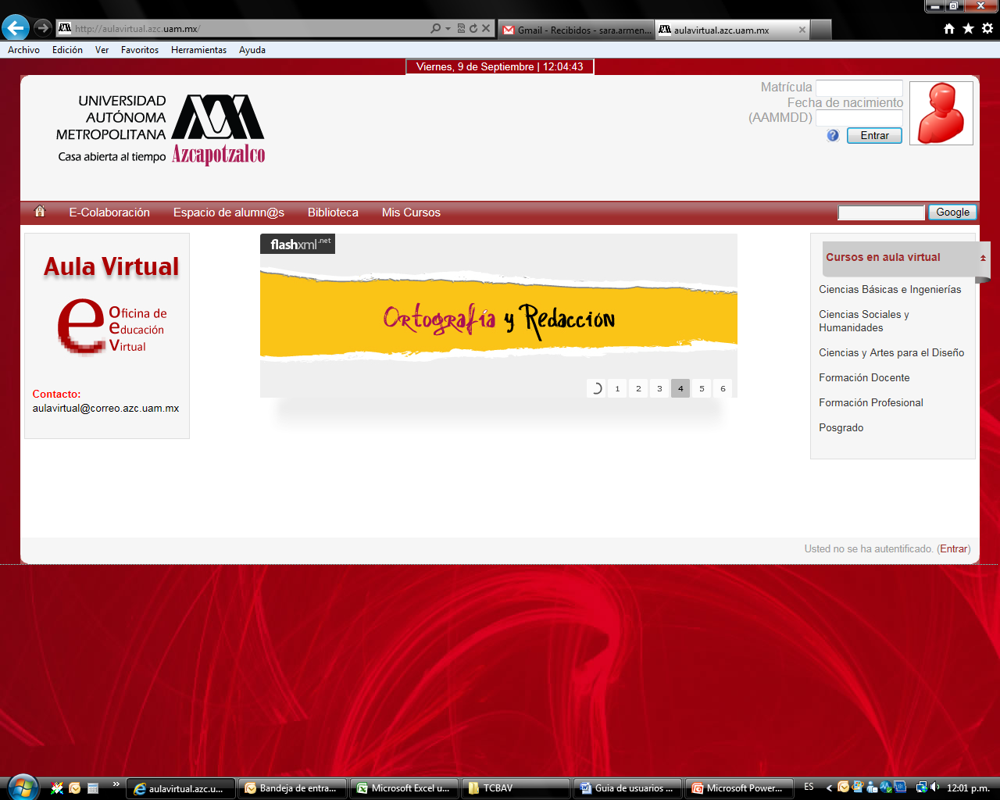 http://aulavirtual.azc.uam.mx/
Gmail - Recibidos - sara.armen...
aulavirtual.azc.uam.mx
Archivo Edición Ver Favoritos Herramientas Ayuda
Viernes, 9 de Septiembre | 12:04:43
UNIVERSIDAD
AUTÓNOMA
METROPOLITANA
Casa abierta al tiempo Azcapotzalco
Matrícula
Fecha de nacimiento
(AAMMDD)
Entrar
E-Colaboración Espacio de alumn@s Biblioteca Mis Cursos
Google
Aula Virtual
e Oficina de
educación
Virtual
Contacto:
aulavirtual@correo.azc.uam.mx
flashxml.net
Ortografía y Redacción
1 2 3 4 5 6
Cursos en aula virtual
Ciencias Básicas e Ingenierías
Ciencias Sociales y
Humanidades
Ciencias y Artes para el Diseño
Formación Docente
Formación Profesional
Posgrado
Usted no se ha autentificado. (Entrar)
aulavirtual.azc.u...
Bandeja de entra...
Microsoft Excel u...
TCBAV
Guia de usuarios ...
Microsoft Power...
ES
12:01 p.m.